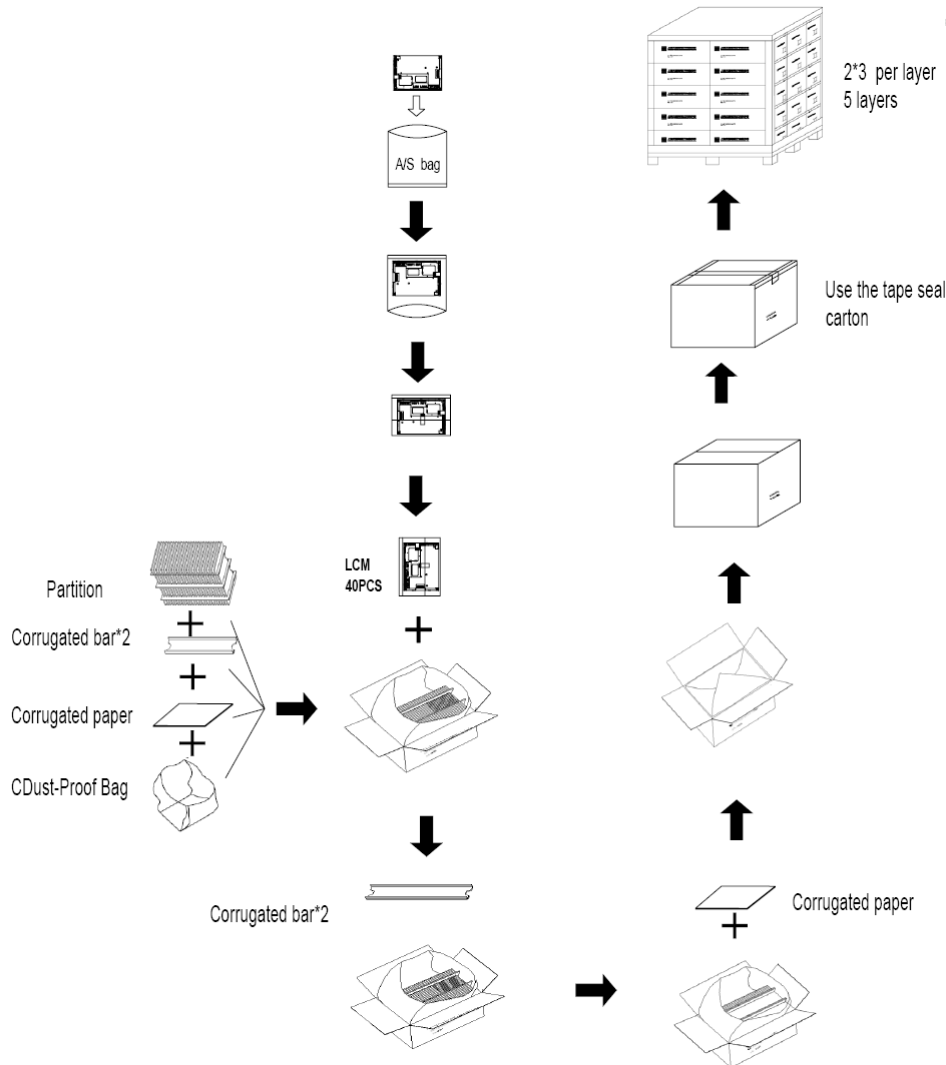 2*3 per layer
5 layers
A/S bag
Use the tape seal
carton
LCM
40PCS
Partition
Corrugated bar*2
Corrugated paper
CDust-Proof Bag
Corrugated bar*2
Corrugated paper